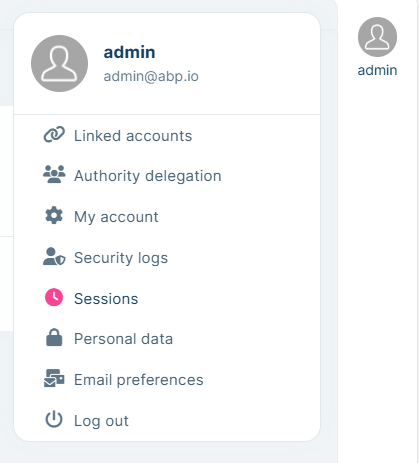 admin
admin@abp.io
admin
Linked accounts
Authority delegation
My account
Security logs
Sessions
Personal data
Email preferences
Log out